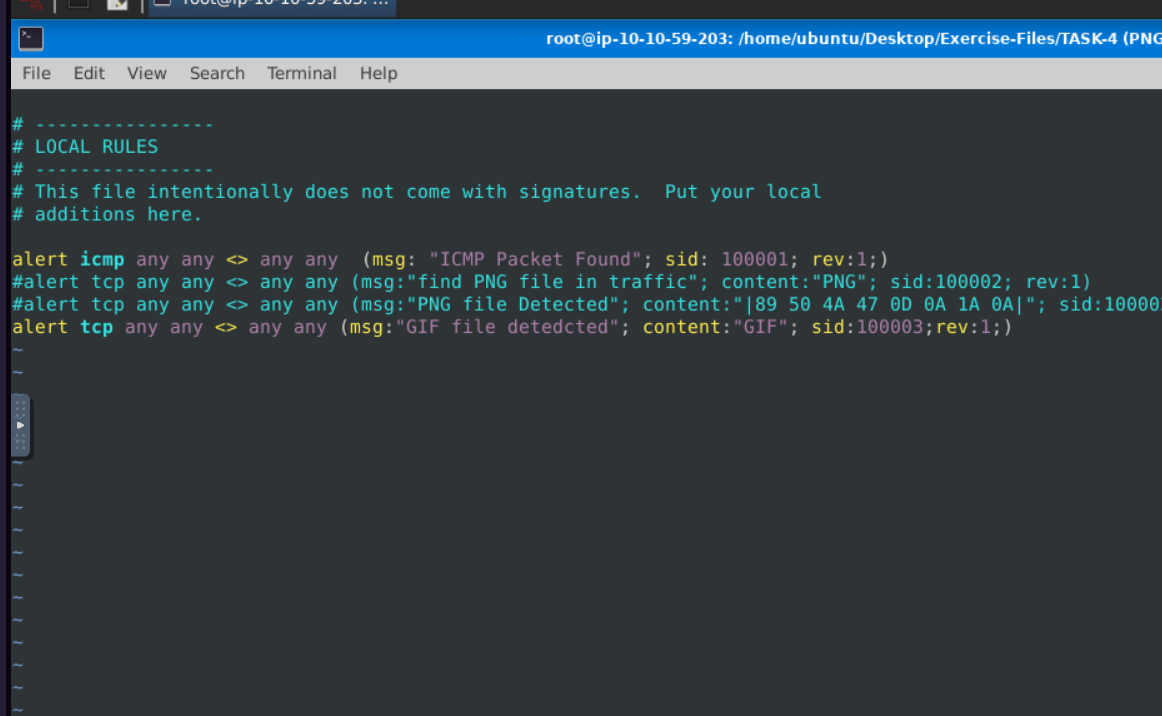 root@ip-10-10-59-203: ...
root@ip-10-10-59-203: /home/ubuntu/Desktop/Exercise-Files/TASK-4 (PNG
File Edit View Search Terminal Help
# ----------------
# LOCAL RULES
# ----------------
# This file intentionally does not come with signatures.  Put your local
# additions here.
alert icmp any any <> any any  (msg: "ICMP Packet Found"; sid: 100001; rev:1;)
#alert tcp any any <> any any (msg:"find PNG file in traffic"; content:"PNG"; sid:100002; rev:1)
#alert tcp any any <> any any (msg:"PNG file Detected"; content:"|89 50 4A 47 0D 0A 1A 0A|"; sid:10000
alert tcp any any <> any any (msg:"GIF file detedcted"; content:"GIF"; sid:100003;rev:1;)
~
~
~
~
~
~
~
~
~
~
~
~
~
~